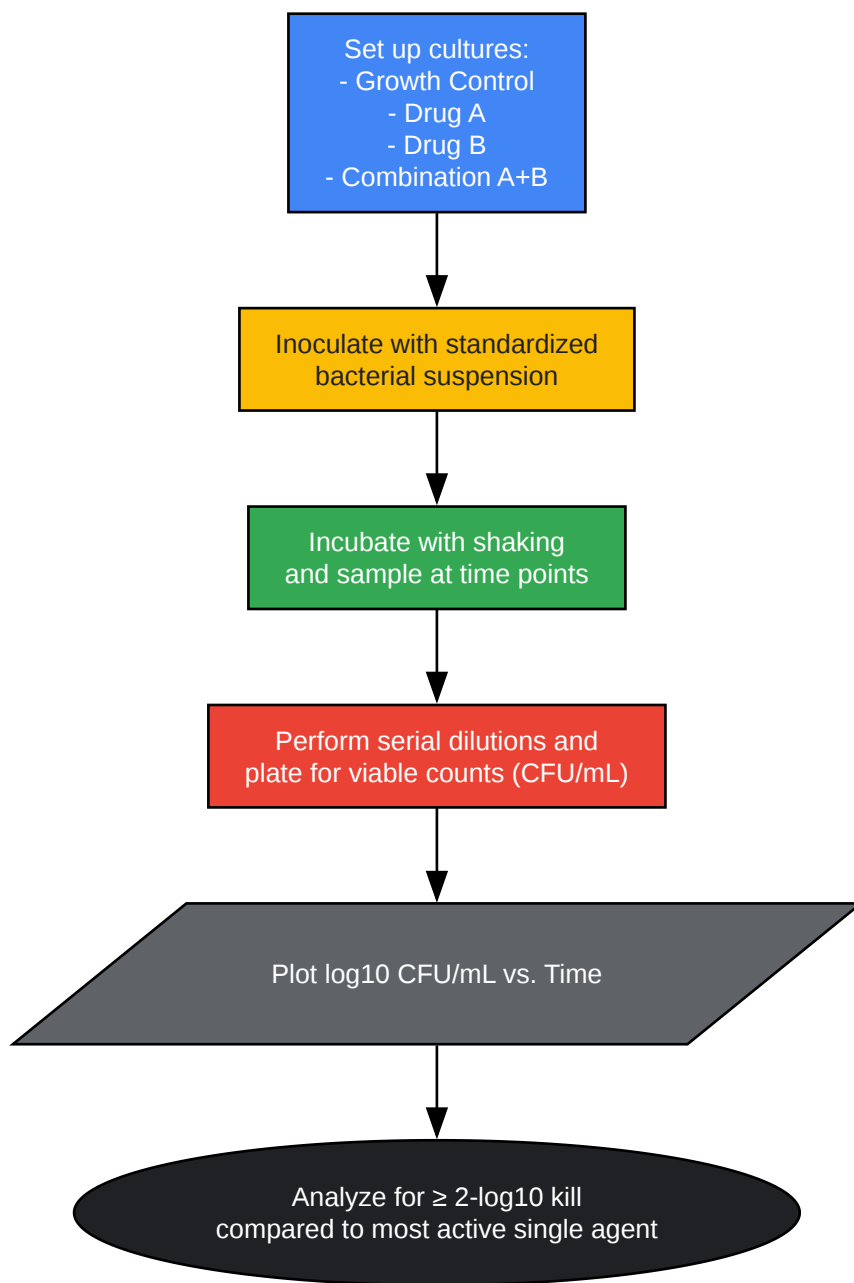 Set up cultures:
- Growth Control
- Drug A
- Drug B
- Combination A+B
Inoculate with standardized
bacterial suspension
Incubate with shaking
and sample at time points
Perform serial dilutions and
plate for viable counts (CFU/mL)
Plot log10 CFU/mL vs. Time
Analyze for ≥ 2-log10 kill
compared to most active single agent